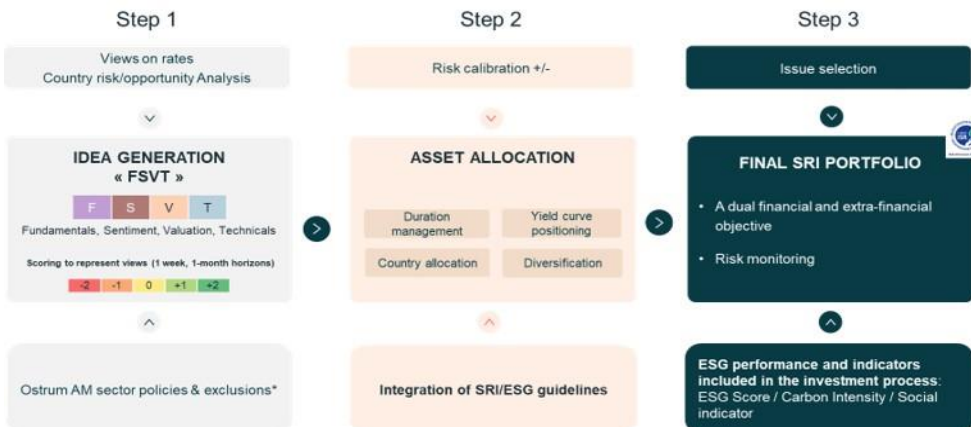 Step 1
Step 2
Step 3
Views on rates
Country risk/opportunity Analysis
Risk calibration +/-
Issue selection
IDEA GENERATION
« FSVT »
F S V T
Fundamentals, Sentiment, Valuation, Technicals
Scoring to represent views (1 week, 1-month horizons)
-2 -1 0 +1 +2
ASSET ALLOCATION
Duration
management
Yield curve
positioning
Country allocation
Diversification
FINAL SRI PORTFOLIO
• A dual financial and extra-financial
objective
• Risk monitoring
Ostrum AM sector policies & exclusions*
Integration of SRI/ESG guidelines
ESG performance and indicators
included in the investment process:
ESG Score / Carbon Intensity / Social
indicator